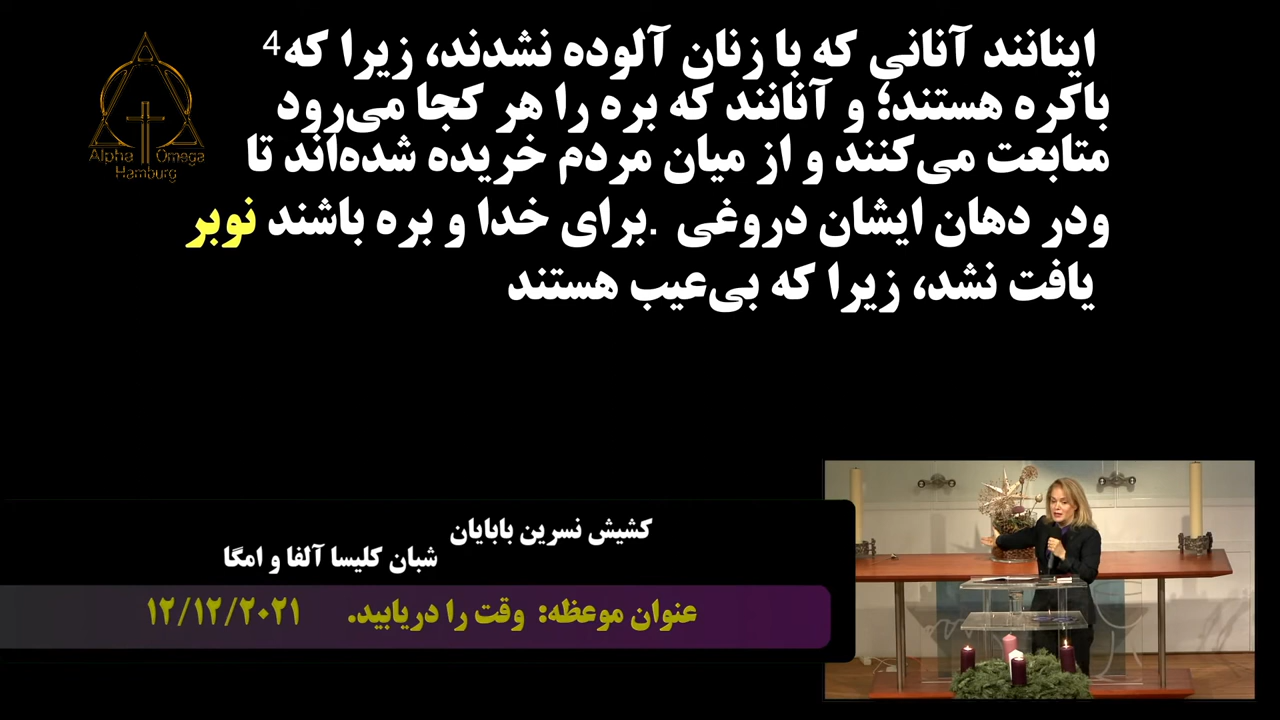 اینانند آنانی که با زنان آلوده نشدند، زیرا که4
باکره هستند؛ و آنانند که بره را هر کجا می‌رود
متابعت می‌کنند و از میان مردم خریده شده‌اند تا
ودر دهان ایشان دروغی .برای خدا و بره باشند نوبر
یافت نشد، زیرا که بی‌عیب هستند
Alpha Omega
Hamburg
کشیش نسرین بابایان
شبان کلیسا آلفا و امگا
عنوان موعظه: وقت را دریابید. ۱۲/۱۲/۲۰۲۱